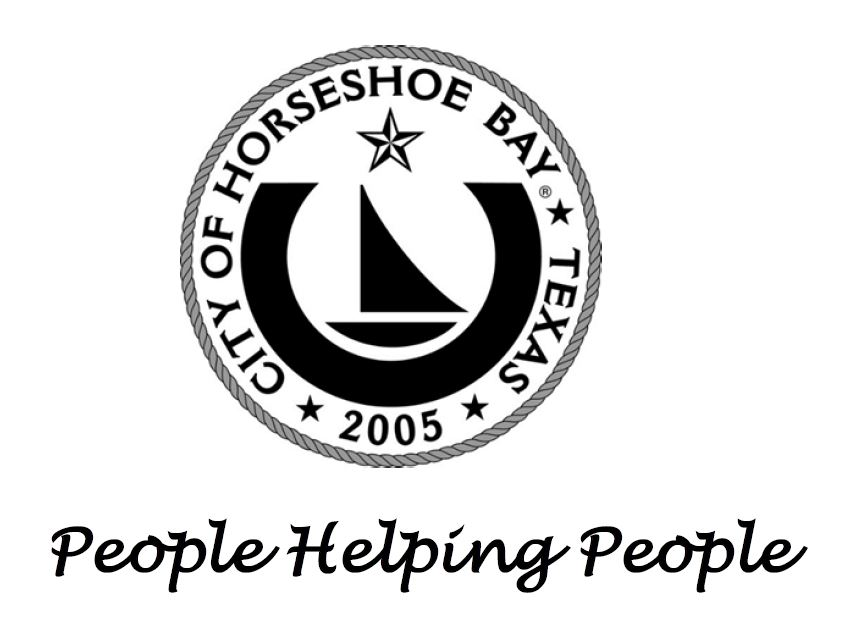 CITY OF HORSESHOE BAY ® ★ TEXAS
★ 2005 ★
People Helping People